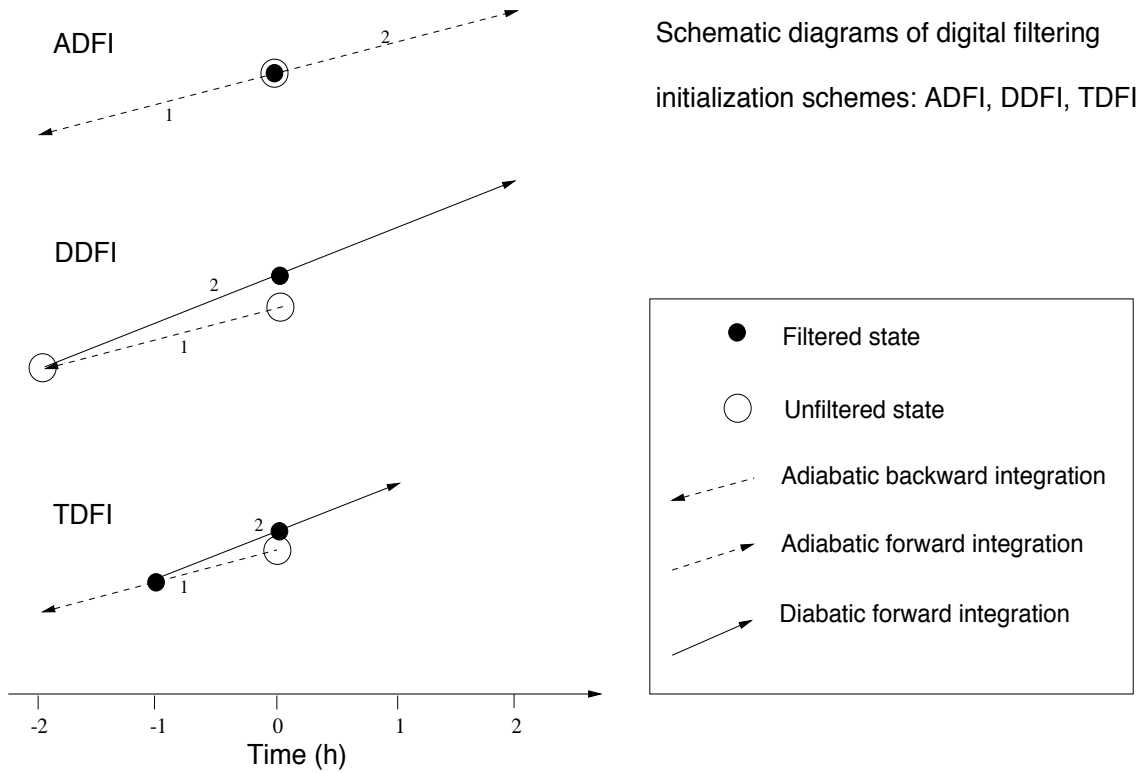 Schematic diagrams of digital filtering
initialization schemes: ADFI, DDFI, TDFI
ADFI
2
1
DDFI
2
1
TDFI
2
1
Filtered state
Unfiltered state
Adiabatic backward integration
Adiabatic forward integration
Diabatic forward integration
-2 -1 0 1 2
Time (h)